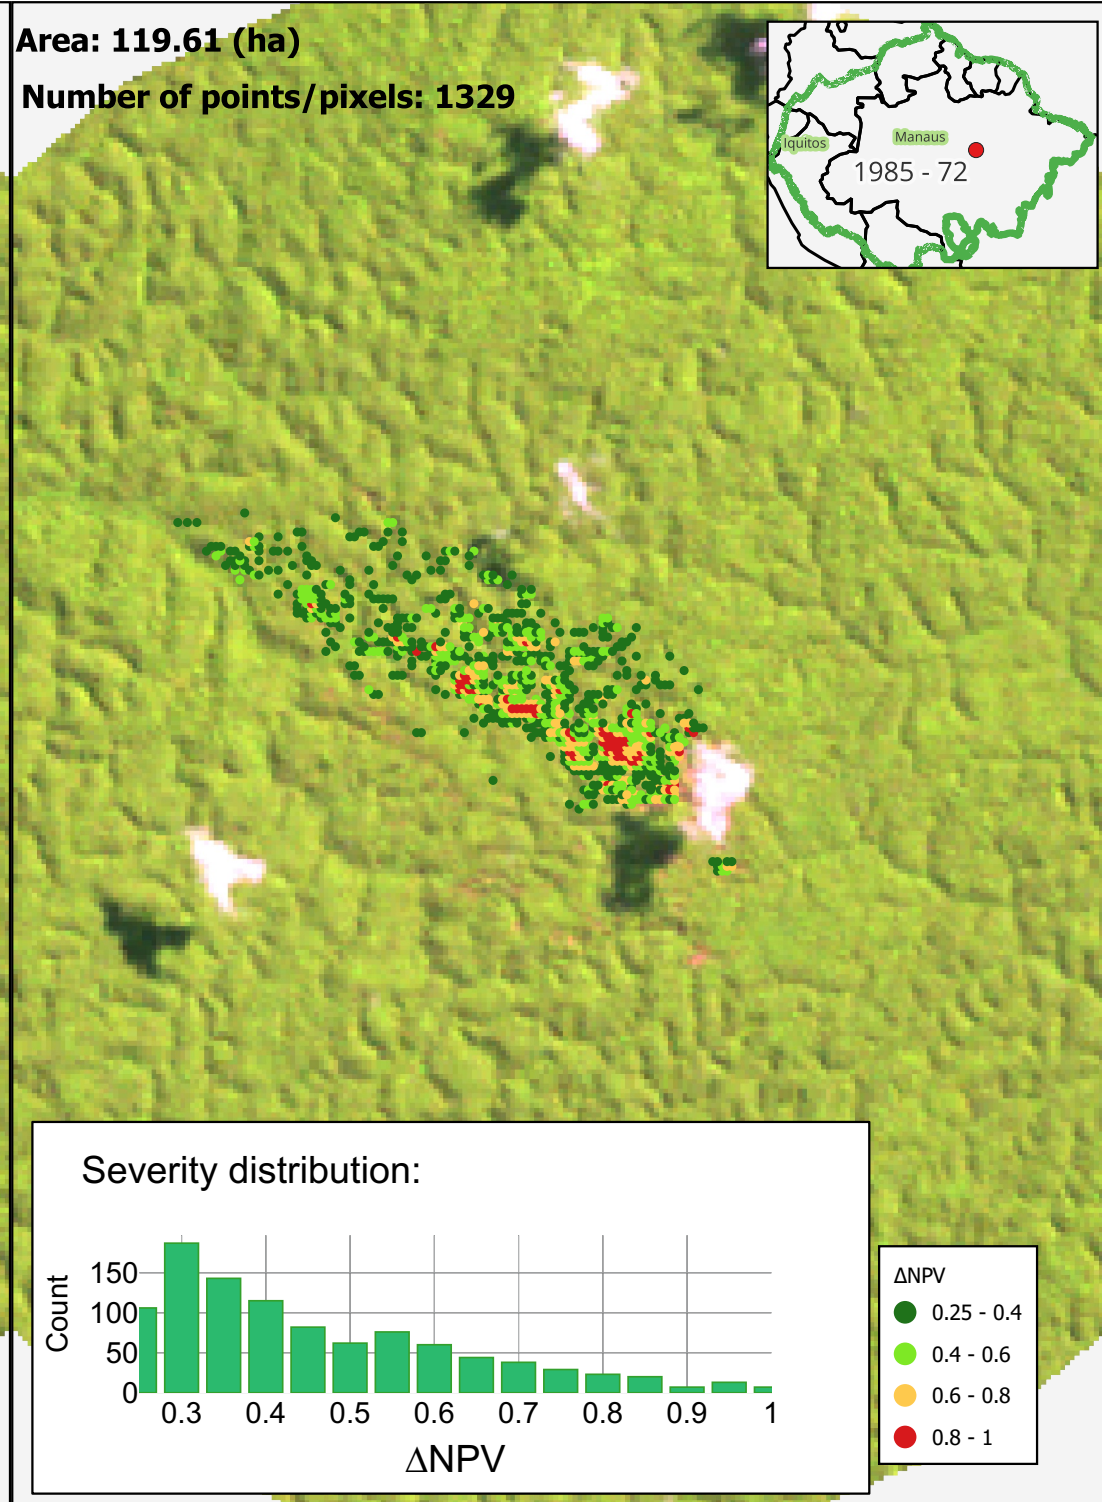 Area: 119.61 (ha)
Number of points/pixels: 1329
Iquitos
Manaus
1985 - 72
Severity distribution:
Count
150
100
50
0
0.3 0.4 0.5 0.6 0.7 0.8 0.9 1
ΔNPV
ΔNPV
0.25 - 0.4
0.4 - 0.6
0.6 - 0.8
0.8 - 1